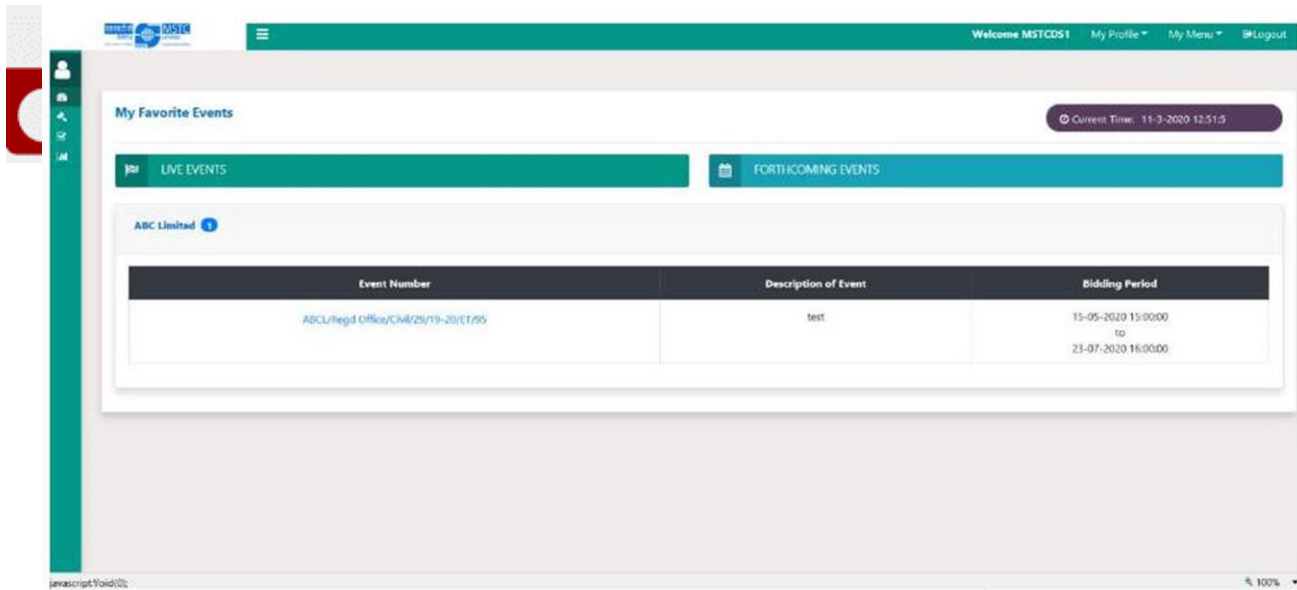 MSTC
Welcome MSTCDS1 My Profile My Menu Logout
My Favorite Events
Current Time: 11-3-2020 12:51:5
LIVE EVENTS
FORTHCOMING EVENTS
ABC Limited 1
Event Number Description of Event Bidding Period
ABCL/Regd Office/Civil/29/19-20/ET/95 test 15-05-2020 15:00:00
to
23-07-2020 16:00:00
javascript:Void(0); 100%